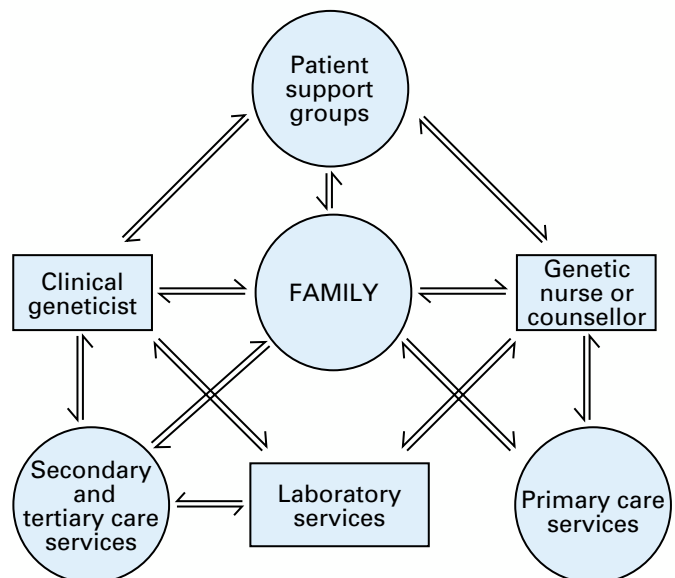 Patient
support
groups
Clinical
geneticist
FAMILY
Genetic
nurse or
counsellor
Secondary
and
tertiary care
services
Laboratory
services
Primary care
services